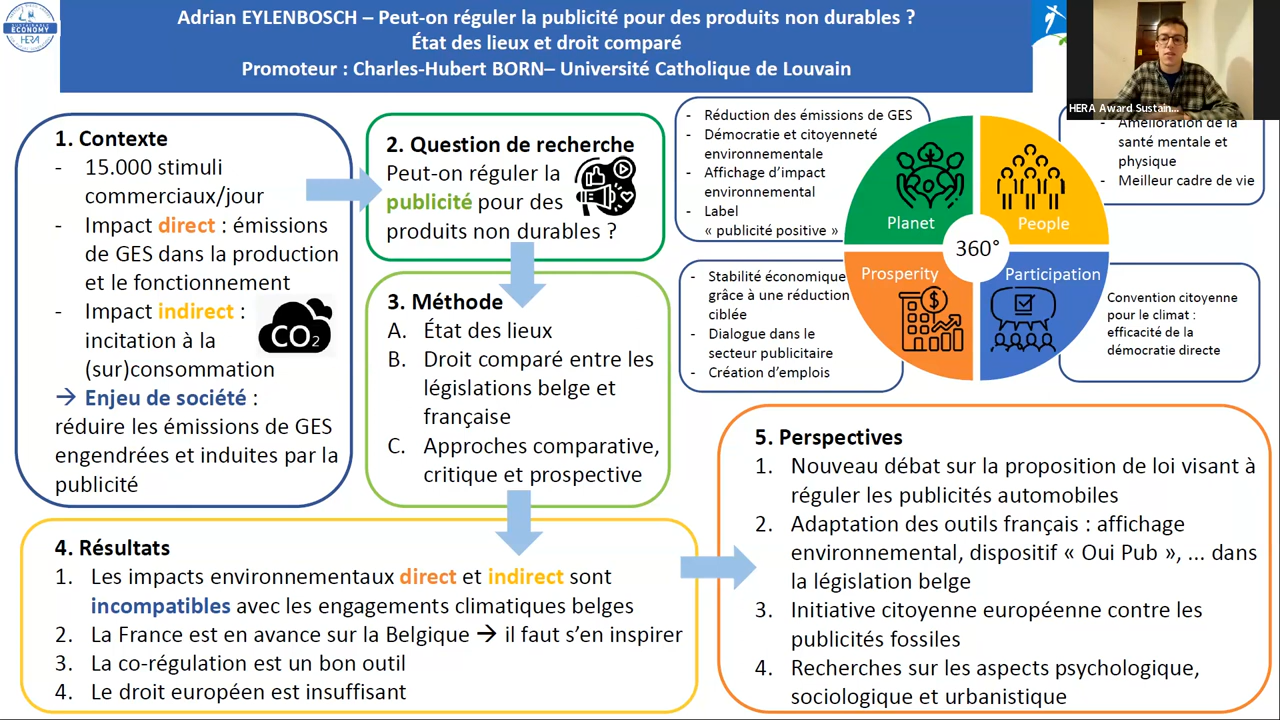 Adrian EYLENBOSCH – Peut-on réguler la publicité pour des produits non durables ?
État des lieux et droit comparé
Promoteur : Charles-Hubert BORN– Université Catholique de Louvain
ECONOMY
HERA
HERA Award Sustain...
1. Contexte
- 15.000 stimuli
commerciaux/jour
- Impact direct : émissions
de GES dans la production
et le fonctionnement
- Impact indirect :
incitation à la
(sur)consommation
CO2
→ Enjeu de société :
réduire les émissions de GES
engendrées et induites par la
publicité
2. Question de recherche
Peut-on réguler la
publicité pour des
produits non durables ?
3. Méthode
A. État des lieux
B. Droit comparé entre les
législations belge et
française
C. Approches comparative,
critique et prospective
- Réduction des émissions de GES
- Démocratie et citoyenneté
environnementale
- Affichage d’impact
environnemental
- Label
« publicité positive »
- Amélioration de la
santé mentale et
physique
- Meilleur cadre de vie
Planet
People
360°
Prosperity
Participation
- Stabilité économique
grâce à une réduction
ciblée
- Dialogue dans le
secteur publicitaire
- Création d’emplois
Convention citoyenne
pour le climat :
efficacité de la
démocratie directe
4. Résultats
1. Les impacts environnementaux direct et indirect sont
incompatibles avec les engagements climatiques belges
2. La France est en avance sur la Belgique → il faut s’en inspirer
3. La co-régulation est un bon outil
4. Le droit européen est insuffisant
5. Perspectives
1. Nouveau débat sur la proposition de loi visant à
réguler les publicités automobiles
2. Adaptation des outils français : affichage
environnemental, dispositif « Oui Pub », ... dans
la législation belge
3. Initiative citoyenne européenne contre les
publicités fossiles
4. Recherches sur les aspects psychologique,
sociologique et urbanistique